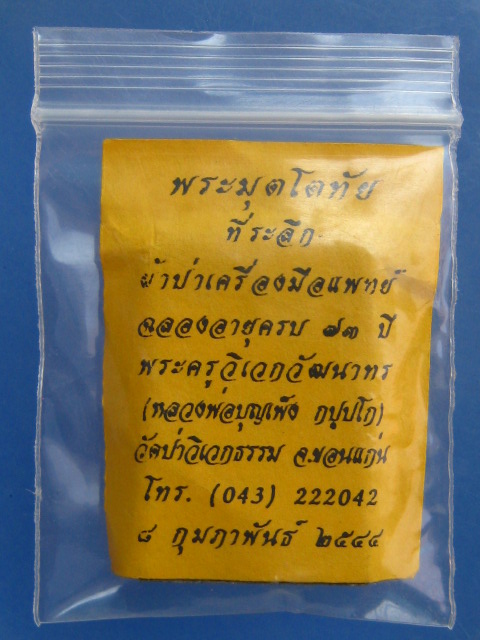 พระมุตโตทัย
ที่ระลึก
ผ้าป่าเครื่องมือแพทย์
ฉลองอายุครบ ๗๓ ปี
พระครูวิเวกวัฒนาทร
(หลวงพ่อบุญเพ็ง กปฺปโก)
วัดป่าวิเวกธรรม จ.ขอนแก่น
โทร. (043) 222042
๘ กุมภาพันธ์ ๒๕๔๔